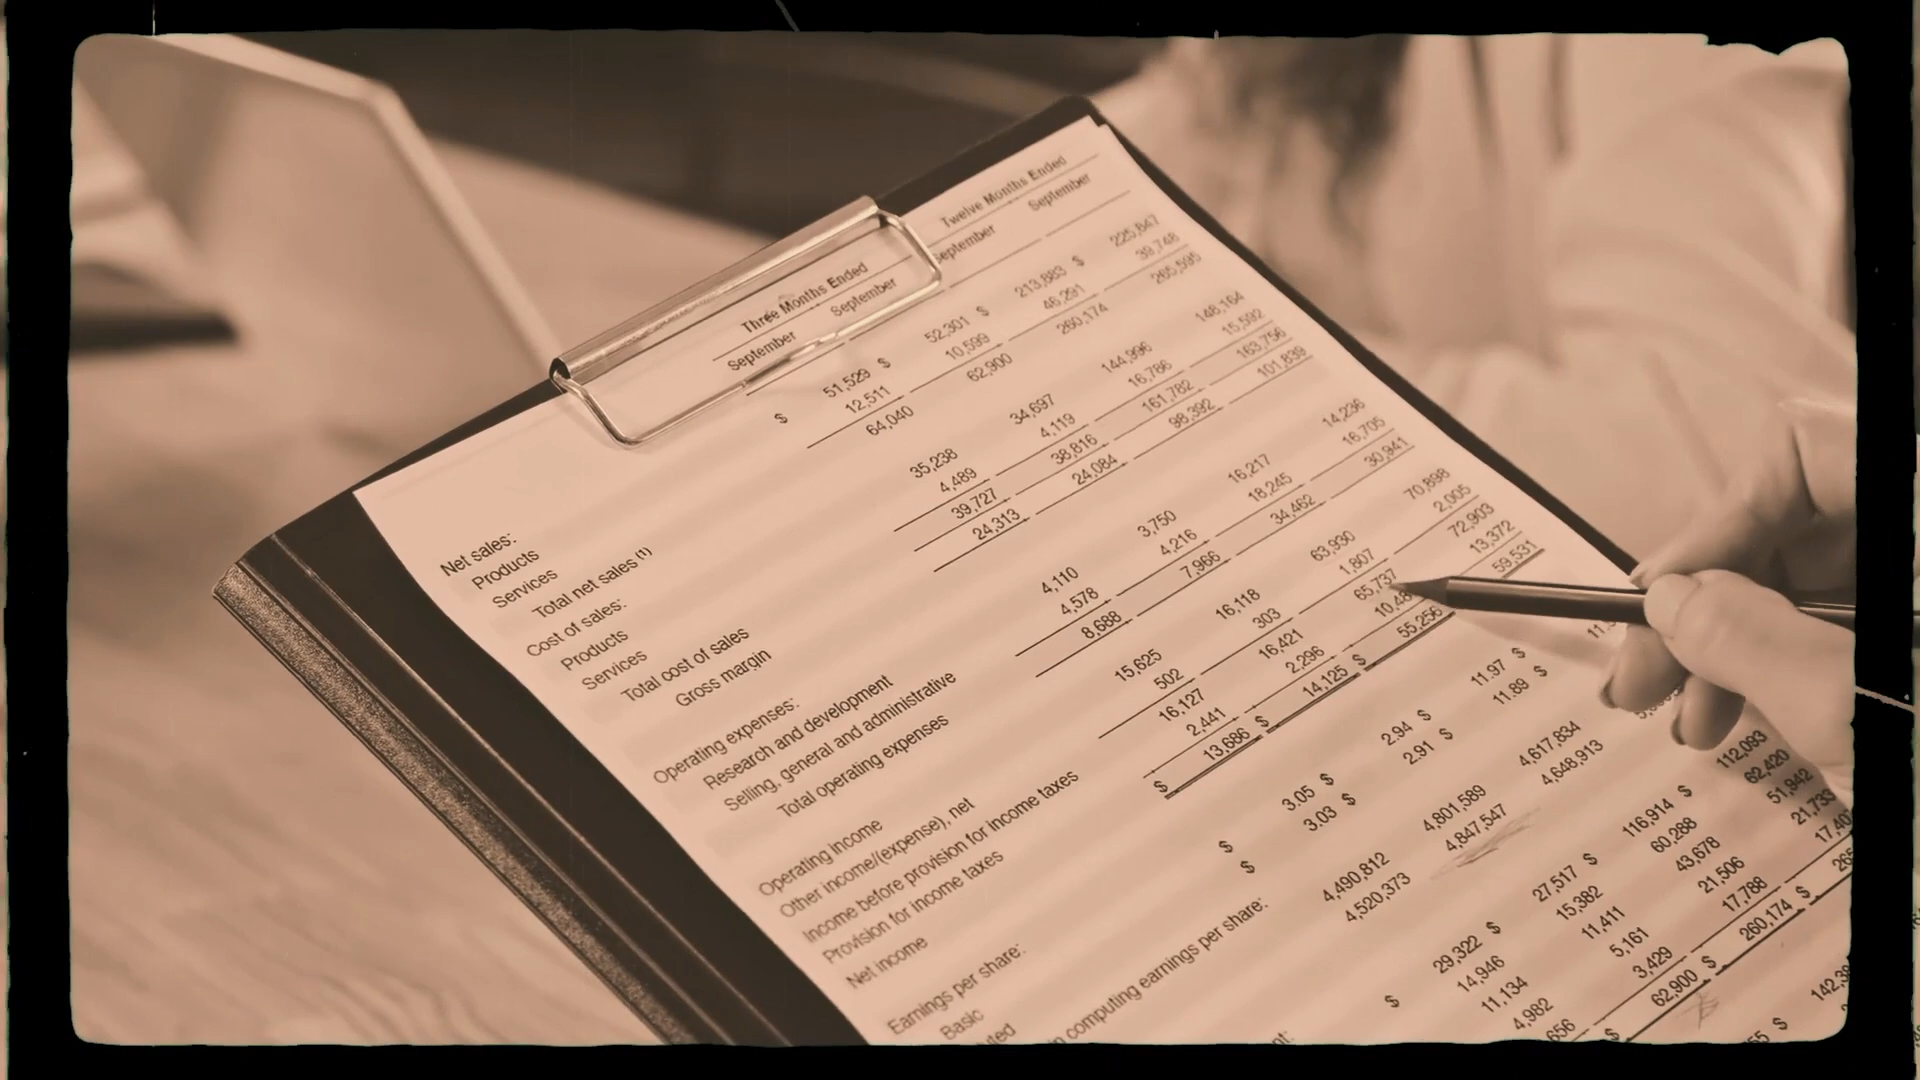 Three Months Ended Twelve Months Ended
September September September September
Net sales:
Products $ 51,529 $ 52,301 $ 213,883 $ 225,847
Services 12,511 10,599 46,291 39,748
Total net sales (1) 64,040 62,900 260,174 265,595
Cost of sales:
Products 35,238 34,697 144,996 148,164
Services 4,489 4,119 16,786 15,592
Total cost of sales 39,727 38,816 161,782 163,756
Gross margin 24,313 24,084 98,392 101,839
Operating expenses:
Research and development 4,110 3,750 16,217 14,236
Selling, general and administrative 4,578 4,216 18,245 16,705
Total operating expenses 8,688 7,966 34,462 30,941
Operating income 15,625 16,118 63,930 70,898
Other income/(expense), net 502 303 1,807 2,005
Income before provision for income taxes 16,127 16,421 65,737 72,903
Provision for income taxes 2,441 2,296 10,48 13,372
Net income $ 13,686 $ 14,125 $ 55,256 59,531
Earnings per share:
Basic $ 3.05 $ 2.94 $ 11.97 $
$ 3.03 $ 2.91 $ 11.89 $
computing earnings per share:
4,490,812 4,801,589 4,617,834
4,520,373 4,847,547 4,648,913
$ 29,322 $ 27,517 $ 116,914 $ 112,093
14,946 15,382 60,288 62,420
11,134 11,411 43,678 51,942
4,982 5,161 21,506 21,733
656 3,429 17,788 17,40
$ 62,900 $ 260,174 $ 265
$ 142,3